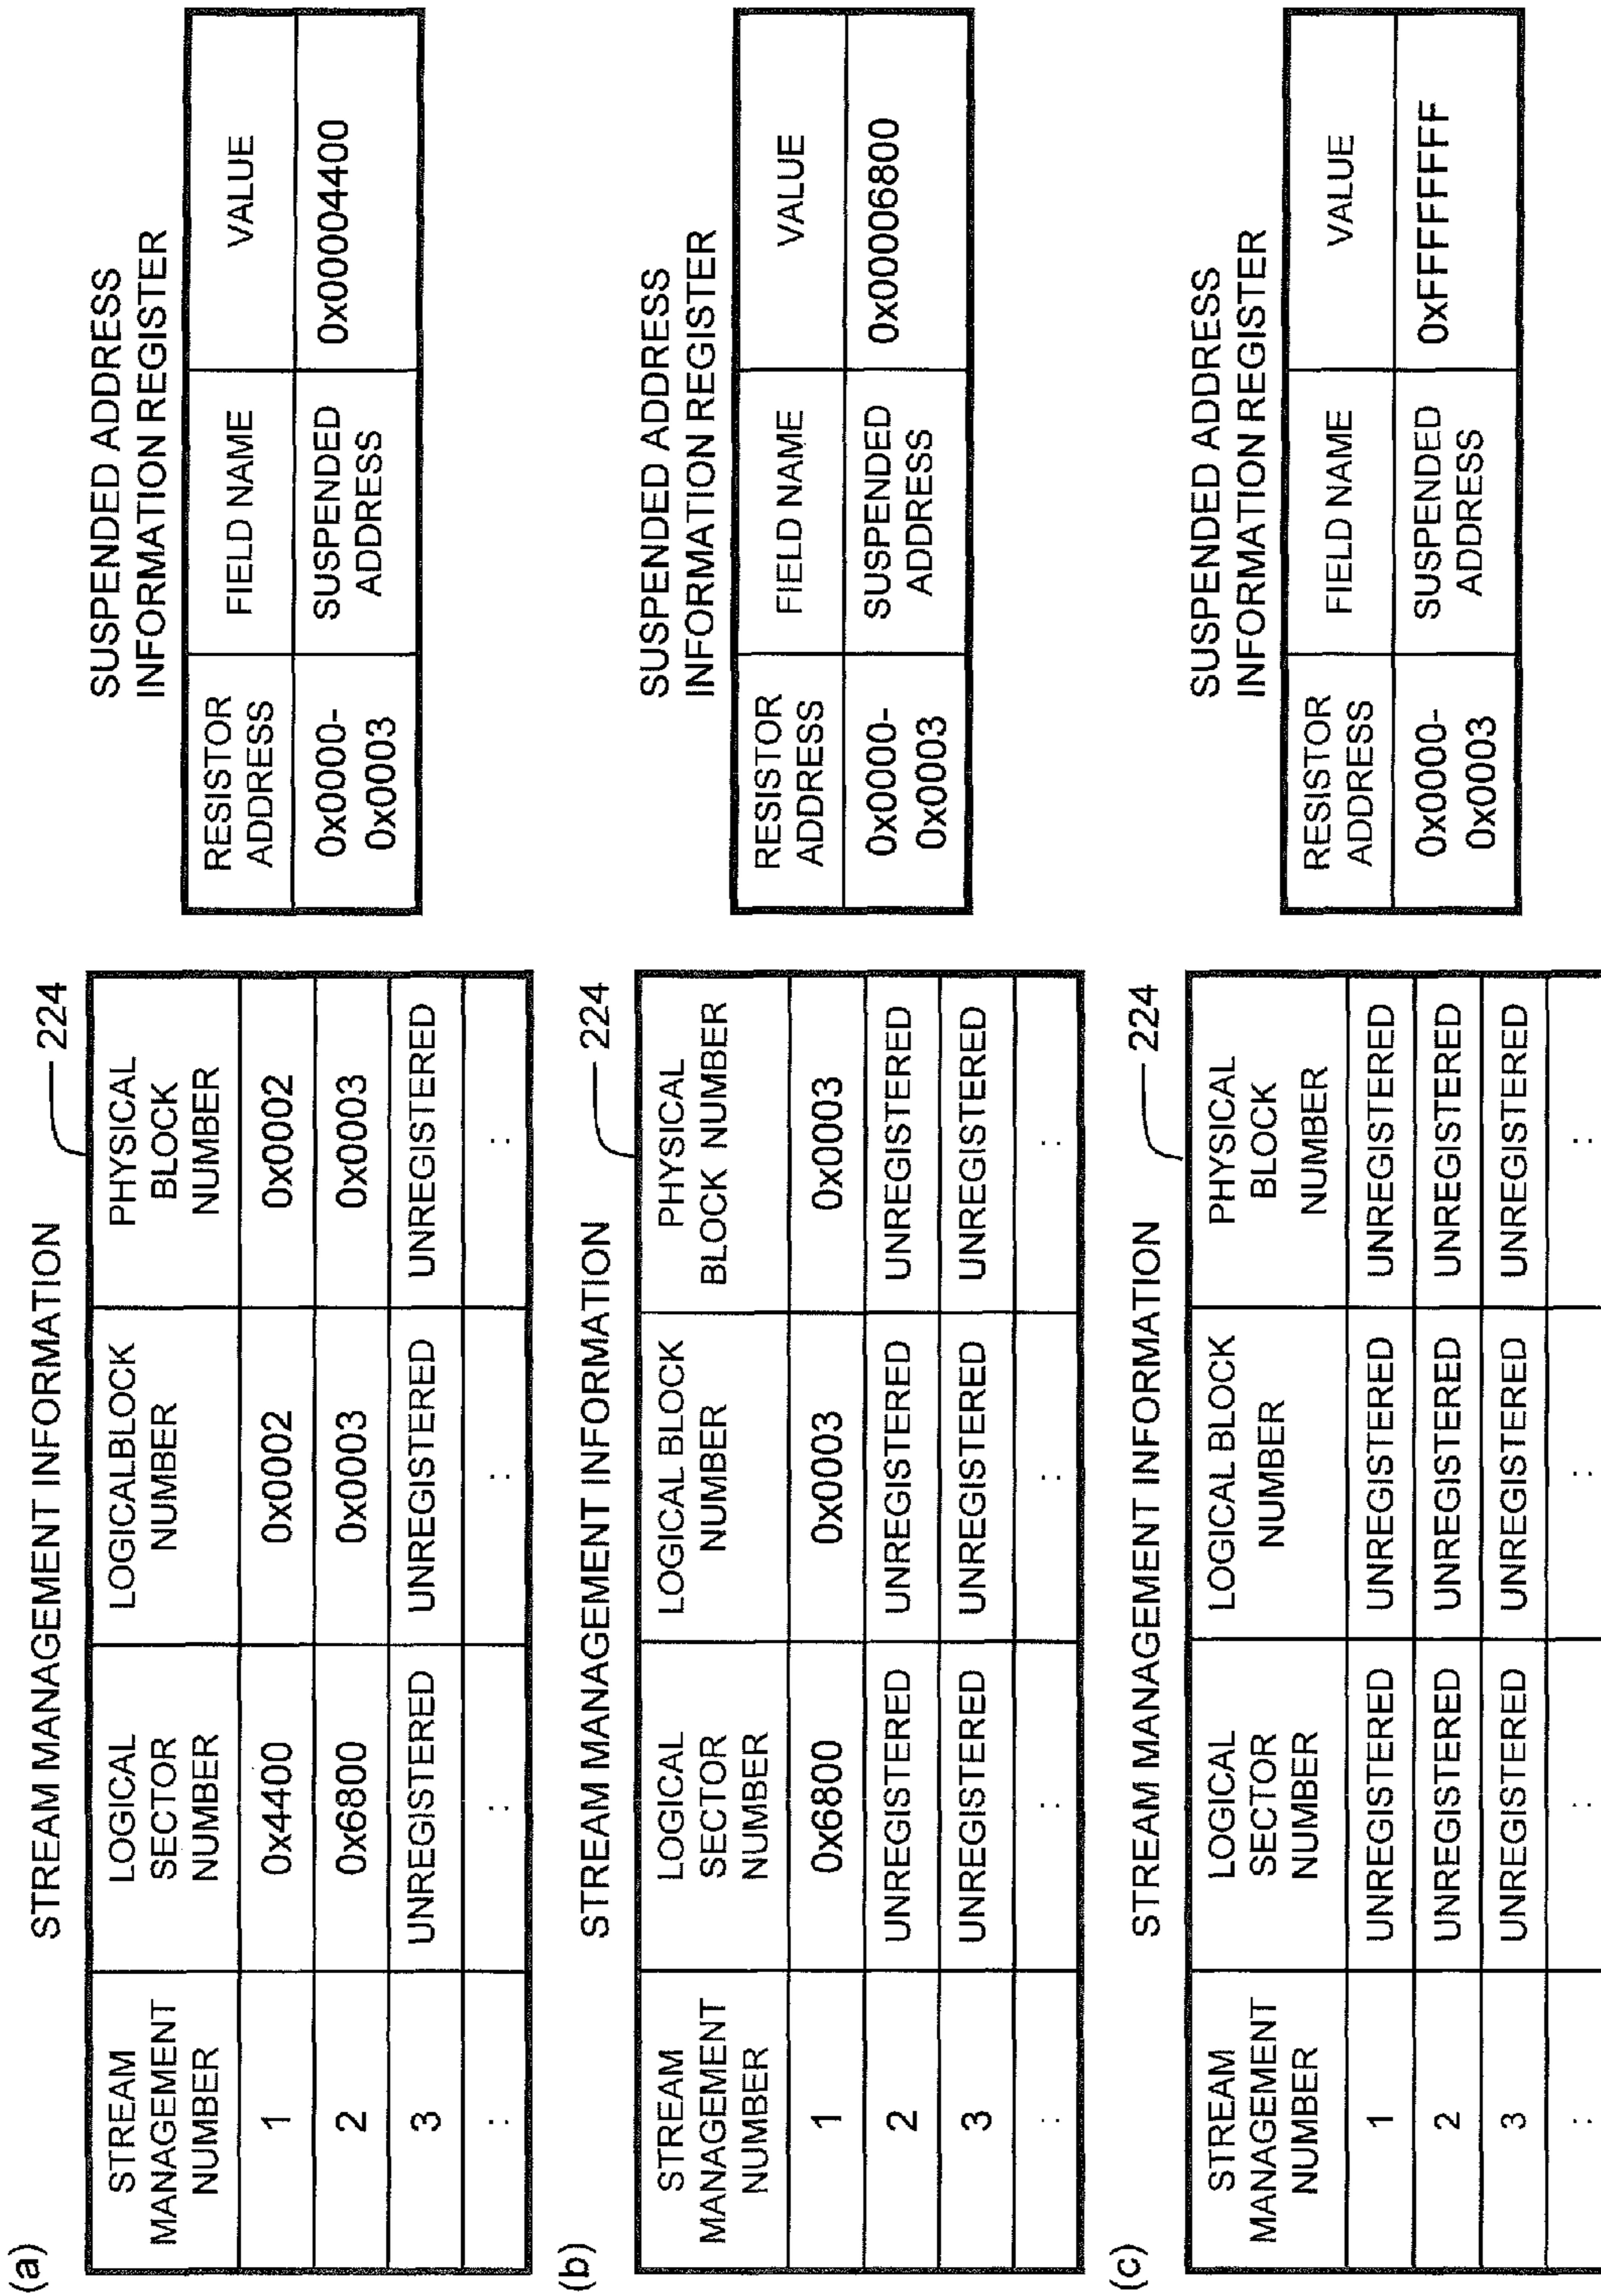 (a)
STREAM MANAGEMENT INFORMATION
224
STREAM
MANAGEMENT
NUMBER
LOGICAL
SECTOR
NUMBER
LOGICALBLOCK
NUMBER
PHYSICAL
BLOCK
NUMBER
1
0x4400
0x0002
0x0002
2
0x6800
0x0003
0x0003
3
UNREGISTERED
UNREGISTERED
UNREGISTERED
:
:
:
:
SUSPENDED ADDRESS
INFORMATION REGISTER
RESISTOR
ADDRESS
FIELD NAME
VALUE
0x0000-
0x0003
SUSPENDED
ADDRESS
0x00004400
(b)
STREAM MANAGEMENT INFORMATION
224
STREAM
MANAGEMENT
NUMBER
LOGICAL
SECTOR
NUMBER
LOGICAL BLOCK
NUMBER
PHYSICAL
BLOCK NUMBER
1
0x6800
0x0003
0x0003
2
UNREGISTERED
UNREGISTERED
UNREGISTERED
3
UNREGISTERED
UNREGISTERED
UNREGISTERED
:
:
:
:
SUSPENDED ADDRESS
INFORMATION REGISTER
RESISTOR
ADDRESS
FIELD NAME
VALUE
0x0000-
0x0003
SUSPENDED
ADDRESS
0x00006800
(c)
STREAM MANAGEMENT INFORMATION
224
STREAM
MANAGEMENT
NUMBER
LOGICAL
SECTOR
NUMBER
LOGICAL BLOCK
NUMBER
PHYSICAL
BLOCK
NUMBER
1
UNREGISTERED
UNREGISTERED
UNREGISTERED
2
UNREGISTERED
UNREGISTERED
UNREGISTERED
3
UNREGISTERED
UNREGISTERED
UNREGISTERED
:
:
:
:
SUSPENDED ADDRESS
INFORMATION REGISTER
RESISTOR
ADDRESS
FIELD NAME
VALUE
0x0000-
0x0003
SUSPENDED
ADDRESS
0xFFFFFFFF